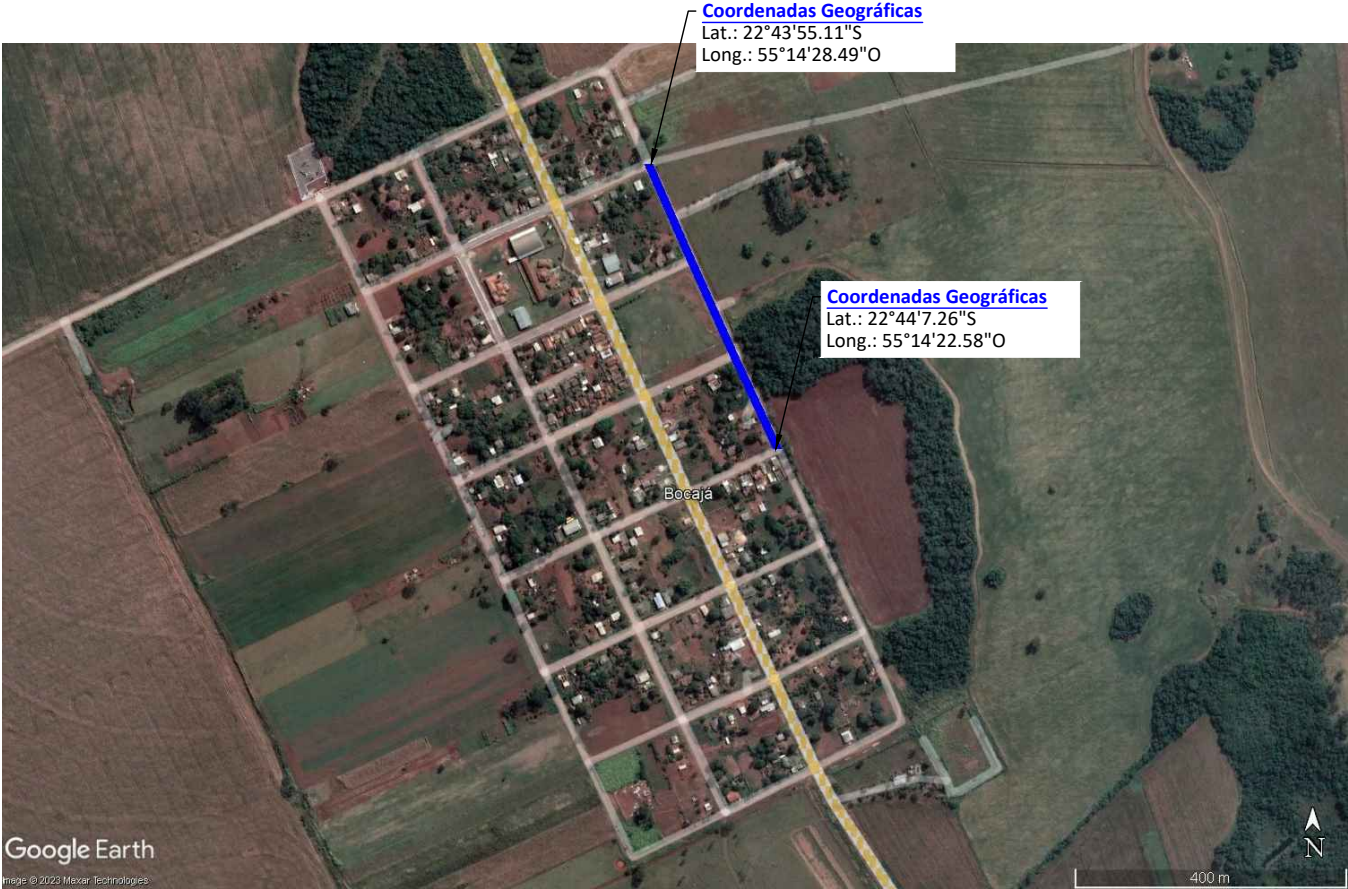 Coordenadas Geográficas
Lat.: 22°43'55.11"S
Long.: 55°14'28.49"O
Coordenadas Geográficas
Lat.: 22°44'7.26"S
Long.: 55°14'22.58"O
Bocajá
Google Earth
Image © 2023 Maxar Technologies
N
400 m